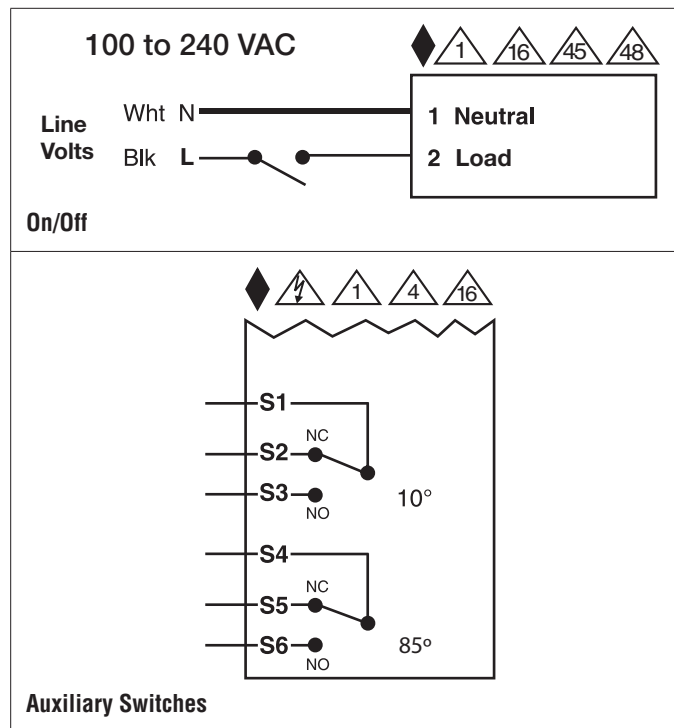 100 to 240 VAC
1 16 45 48
Line Volts
Wht N
1 Neutral
Blk L
2 Load
On/Off
1 4 16
S1
NC
S2
S3
10°
NO
S4
NC
S5
S6
85º
NO
Auxiliary Switches